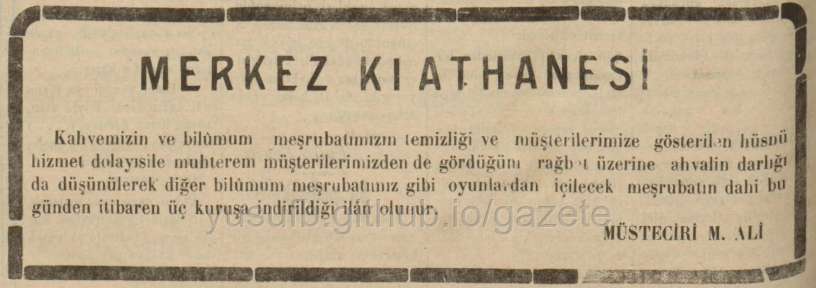 MERKEZ KIATHANESİ
Kahvemizin ve bilûmum meşrubatımızın temizliği ve müşterilerimize gösterilen hüsnü
hizmet dolayısile muhterem müşterilerimizden de gördüğüm rağbet üzerine ahvalin darlığı
da düşünülerek diğer bilûmum meşrubatımız gibi oyunlardan içilecek meşrubatın dahi bu
günden itibaren üç kuruşa indirildiği ilân olunur.
yusufb.github.io/gazete
MÜSTECİRİ M. ALİ